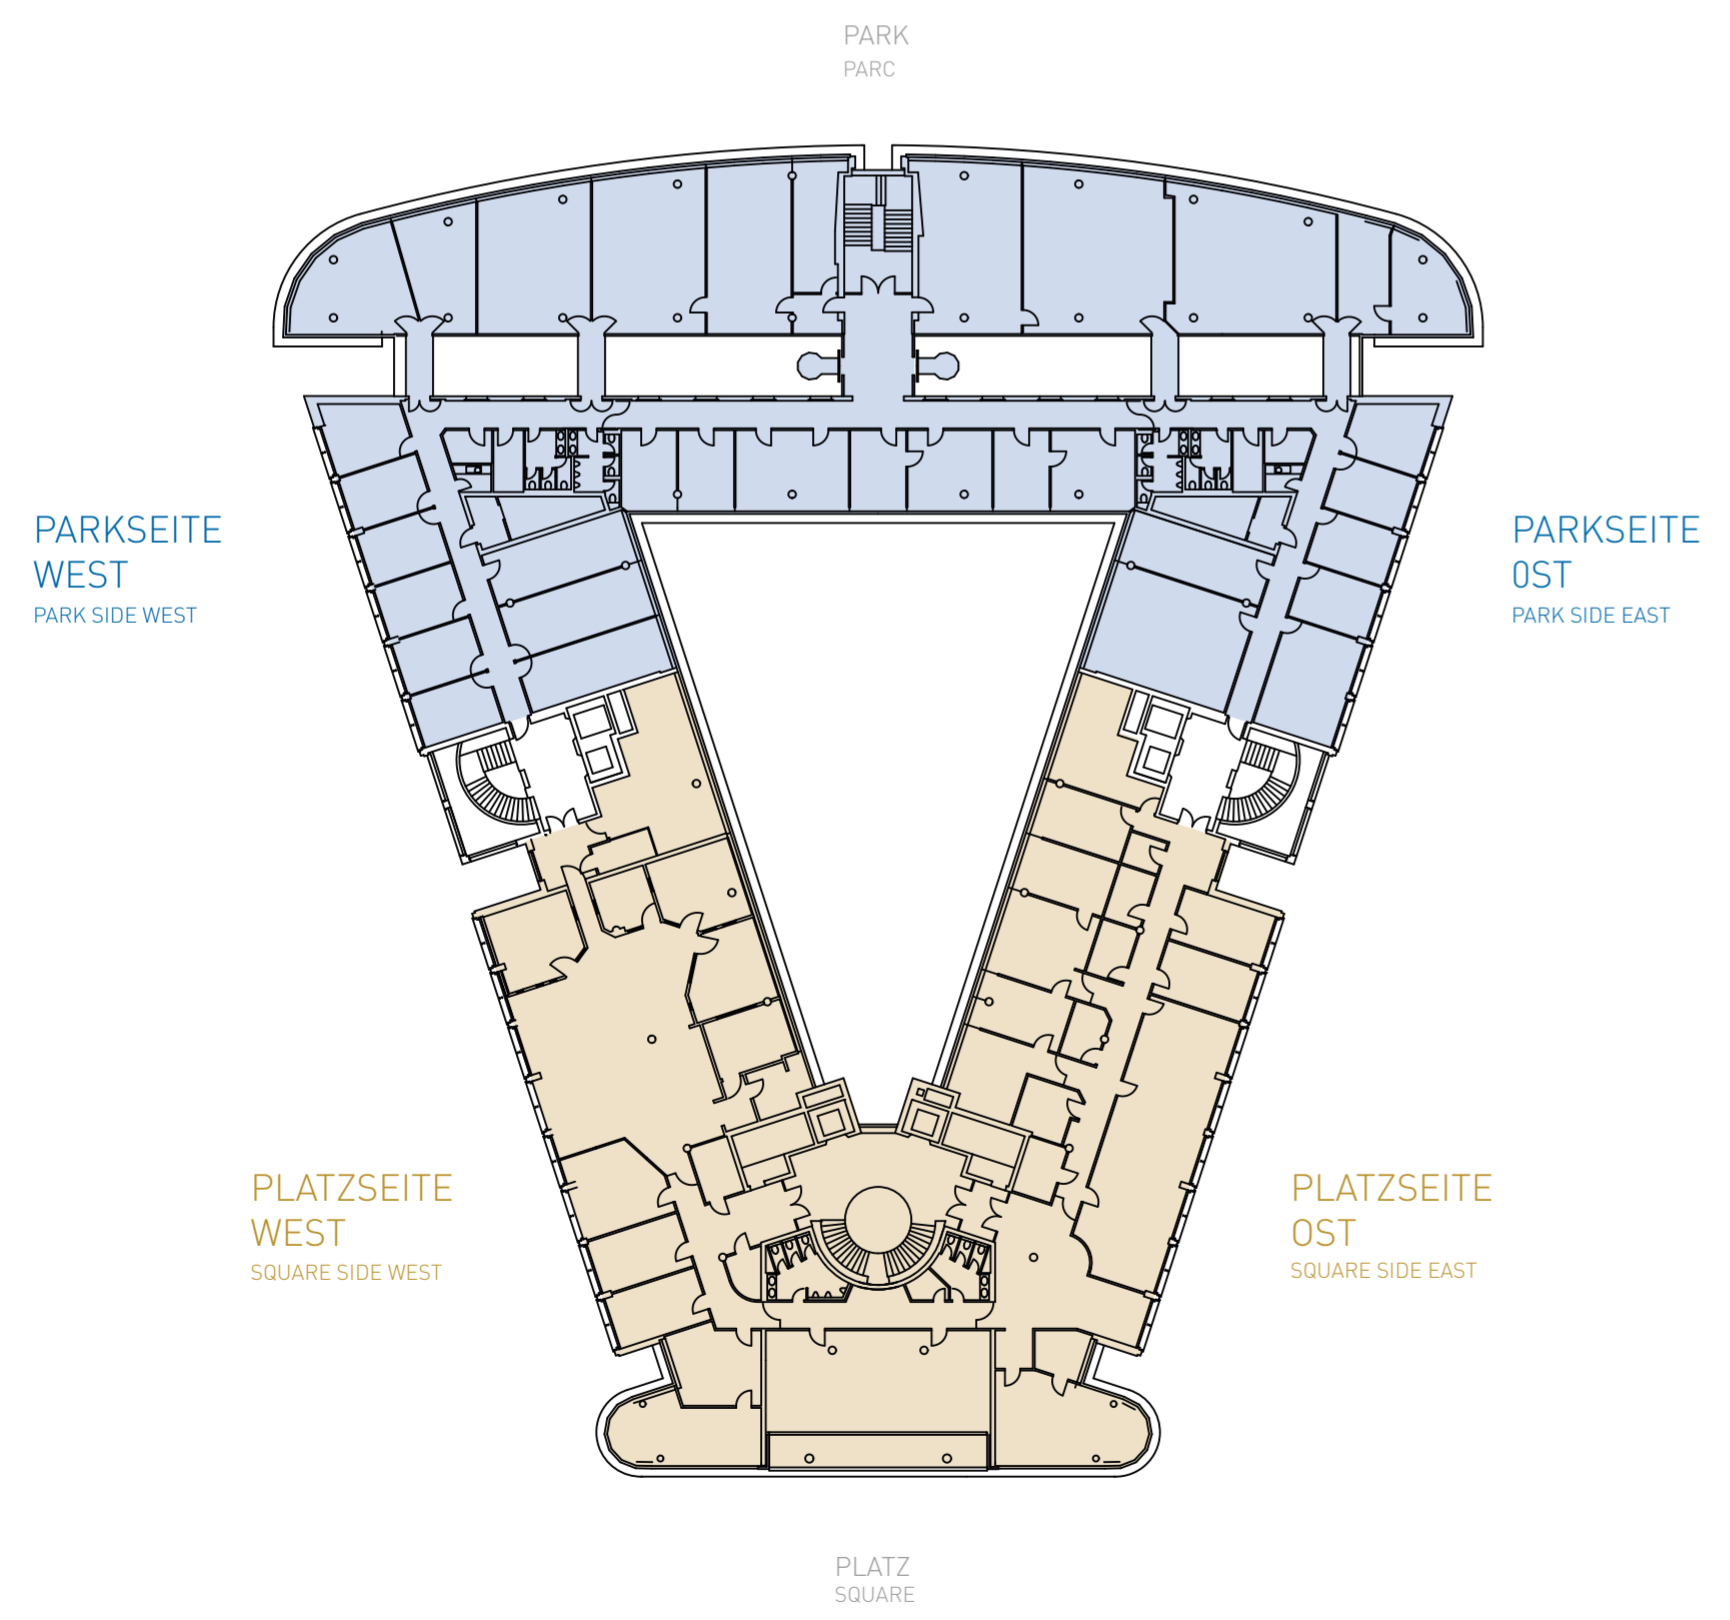 PARK
PARC
PARKSEITE
WEST
PARK SIDE WEST
PARKSEITE
0ST
PARK SIDE EAST
PLATZSEITE
WEST
SQUARE SIDE WEST
PLATZSEITE
OST
SQUARE SIDE EAST
PLATZ
SQUARE